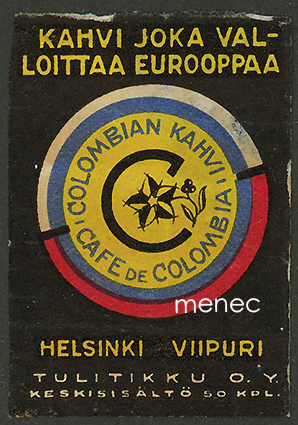 KAHVI JOKA VAL-
LOITTAA EUROOPPAA
COLOMBIAN KAHVI
CAFE DE COLOMBIA
C
menec
HELSINKI VIIPURI
TULITIKKU O.Y.
KESKISISÄLTÖ 50 KPL.